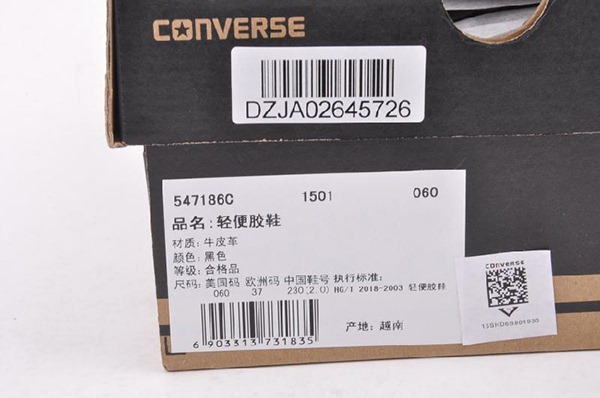 CONVERSE
DZJA02645726
547186C 1501 060
品名:轻便胶鞋
材质:牛皮革
颜色:黑色
等级:合格品
尺码:美国码 欧洲码 中国鞋号 执行标准:
060 37 230(2.0) HG/T 2018-2003 轻便胶鞋
6903313731835
产地:越南
CONVERSE